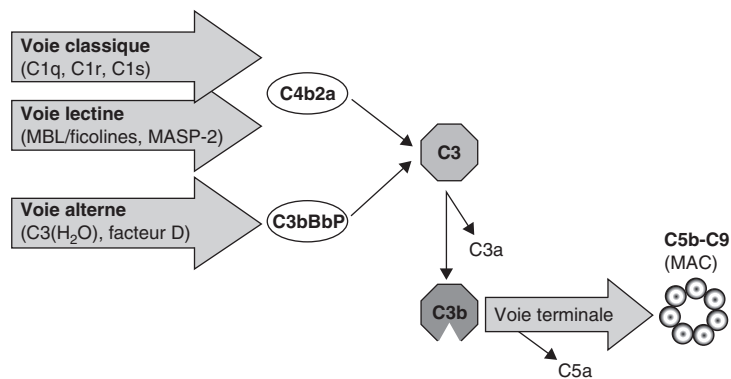 Voie classique
(C1q, C1r, C1s)
Voie lectine
(MBL/ficolines, MASP-2)
Voie alterne
(C3(H₂O), facteur D)
C4b2a
C3bBbP
C3
C3a
C3b
Voie terminale
C5a
C5b-C9
(MAC)